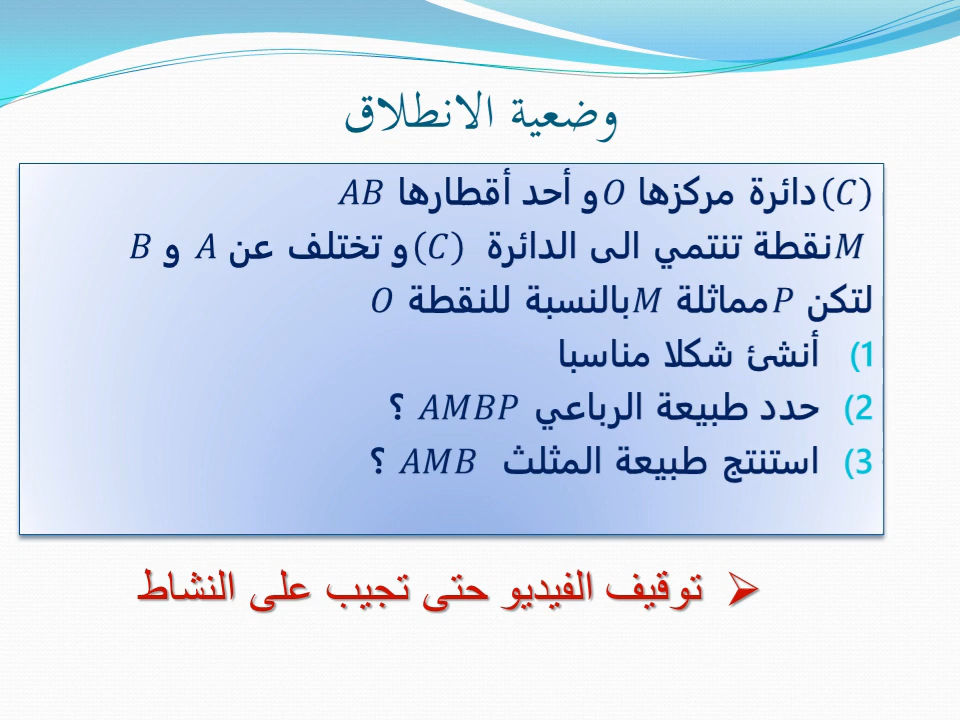 وضعية الانطلاق
(C) دائرة مركزها O و أحد أقطارها AB
M نقطة تنتمي الى الدائرة (C) و تختلف عن A و B
لتكن P مماثلة M بالنسبة للنقطة O
1) أنشئ شكلا مناسبا
2) حدد طبيعة الرباعي AMBP ؟
3) استنتج طبيعة المثلث AMB ؟
➢ توقيف الفيديو حتى تجيب على النشاط